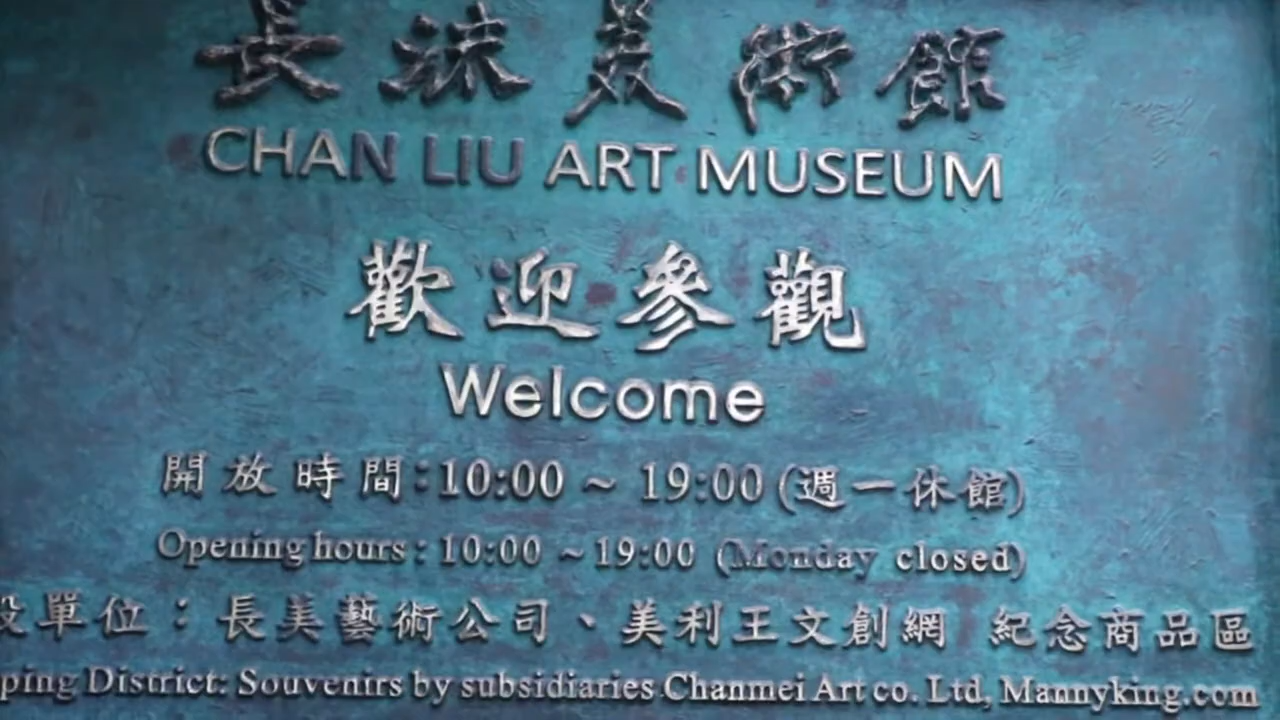 長流美術館
CHAN LIU ART MUSEUM
歡迎參觀
Welcome
開放時間:10:00 ~ 19:00 (週一休館)
Opening hours : 10:00 ~ 19:00 (Monday closed)
單位：長美藝術公司、美利王文創網 紀念商品區
ping District: Souvenirs by subsidiaries Chanmei Art co. Ltd, Mannyking.com